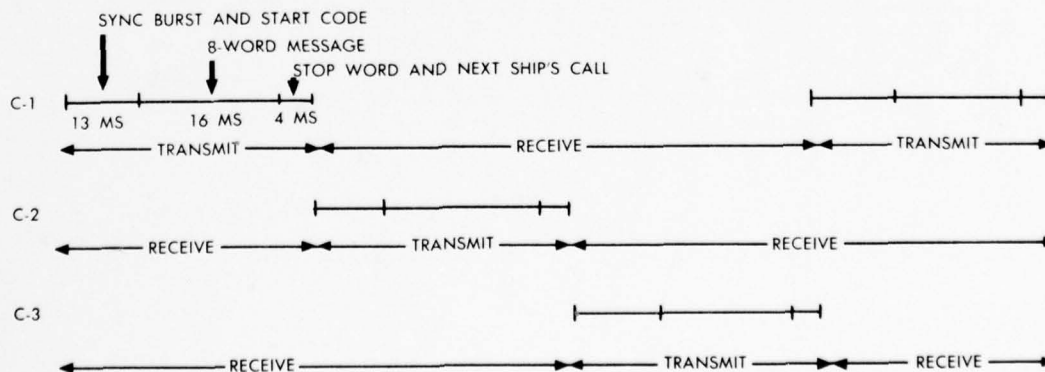 SYNC BURST AND START CODE
8-WORD MESSAGE
STOP WORD AND NEXT SHIP'S CALL
C-1
13 MS 16 MS 4 MS
TRANSMIT RECEIVE TRANSMIT
C-2
RECEIVE TRANSMIT RECEIVE
C-3
RECEIVE TRANSMIT RECEIVE